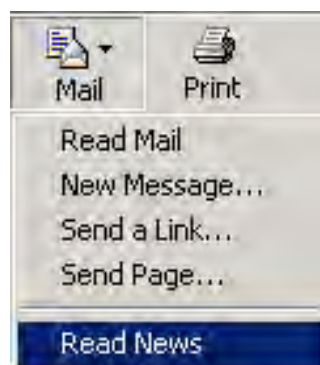 Mail Print
Read Mail
New Message...
Send a Link...
Send Page...
Read News